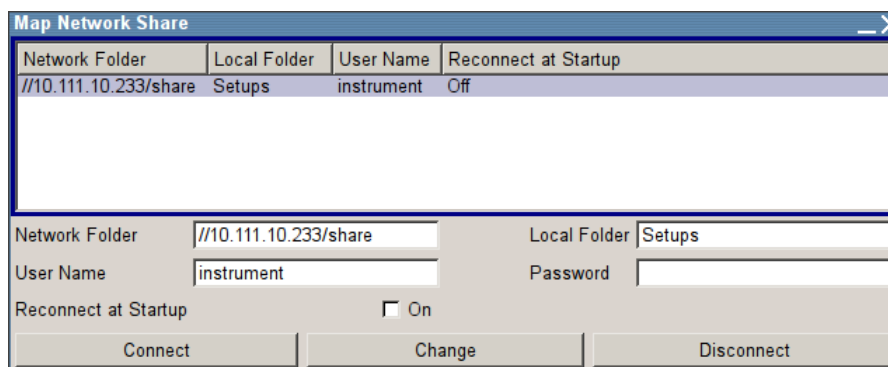 Map Network Share
Network Folder Local Folder User Name Reconnect at Startup
//10.111.10.233/share Setups instrument Off
Network Folder //10.111.10.233/share Local Folder Setups
User Name instrument Password
Reconnect at Startup On
Connect Change Disconnect